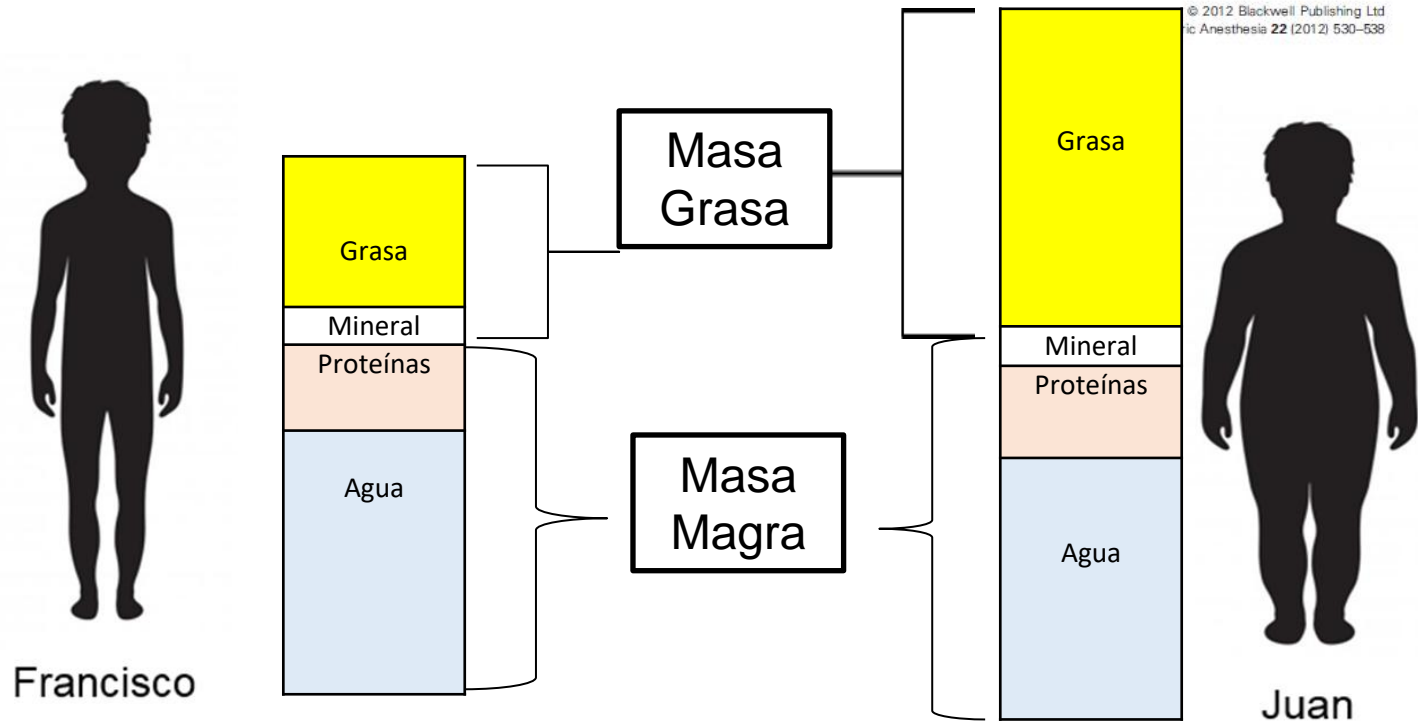 © 2012 Blackwell Publishing Ltd
ic Anesthesia 22 (2012) 530–538
Masa
Grasa
Grasa
Mineral
Proteínas
Agua
Masa
Magra
Grasa
Mineral
Proteínas
Agua
Francisco
Juan